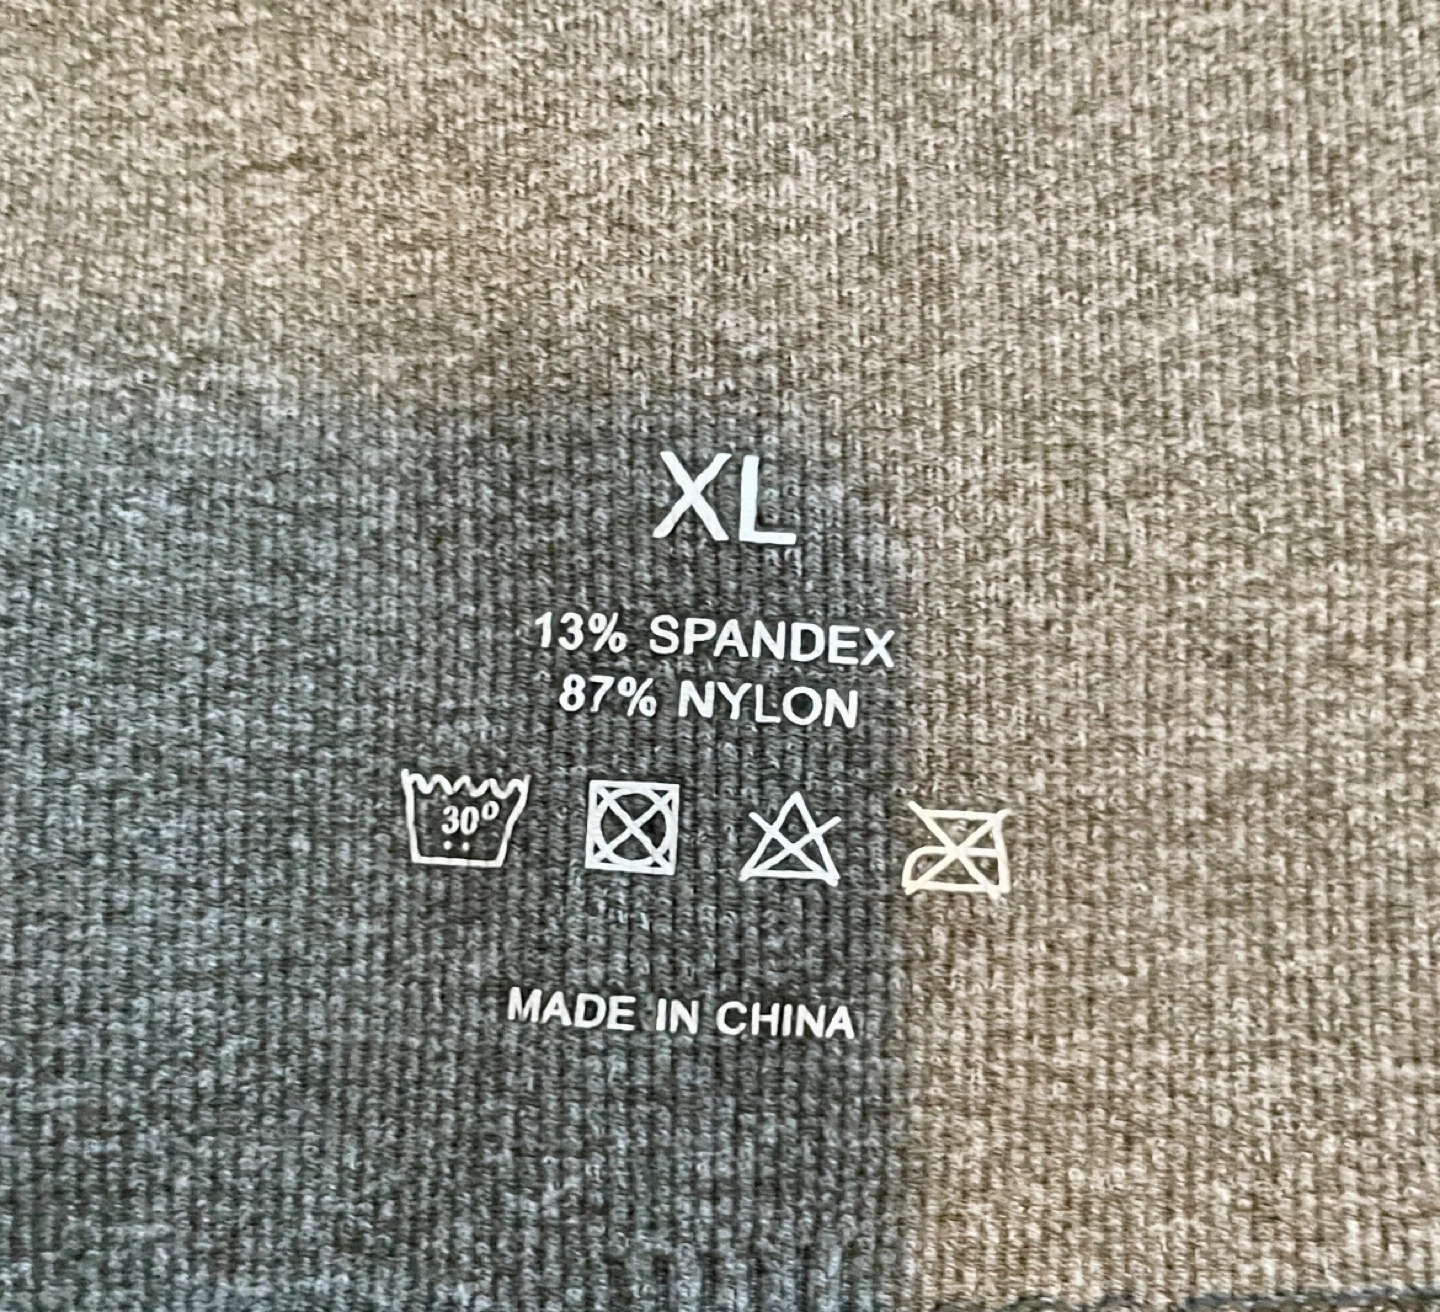 XL
13% SPANDEX
87% NYLON
30°
MADE IN CHINA